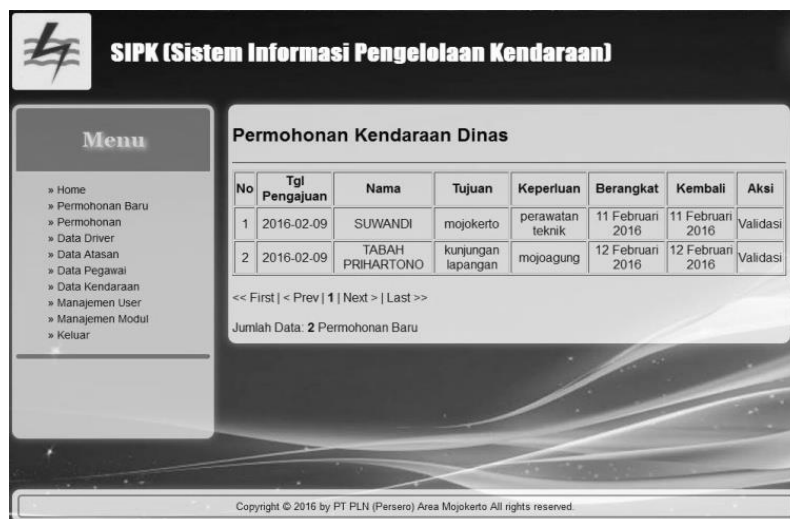 SIPK (Sistem Informasi Pengelolaan Kendaraan)
Menu
» Home
» Permohonan Baru
» Permohonan
» Data Driver
» Data Atasan
» Data Pegawai
» Data Kendaraan
» Manajemen User
» Manajemen Modul
» Keluar
Permohonan Kendaraan Dinas
No Tgl Pengajuan Nama Tujuan Keperluan Berangkat Kembali Aksi
1 2016-02-09 SUWANDI mojokerto perawatan teknik 11 Februari 2016 11 Februari 2016 Validasi
2 2016-02-09 TABAH PRIHARTONO kunjungan lapangan mojoagung 12 Februari 2016 12 Februari 2016 Validasi
<< First | < Prev | 1 | Next > | Last >>
Jumlah Data: 2 Permohonan Baru
Copyright © 2016 by PT PLN (Persero) Area Mojokerto All rights reserved.